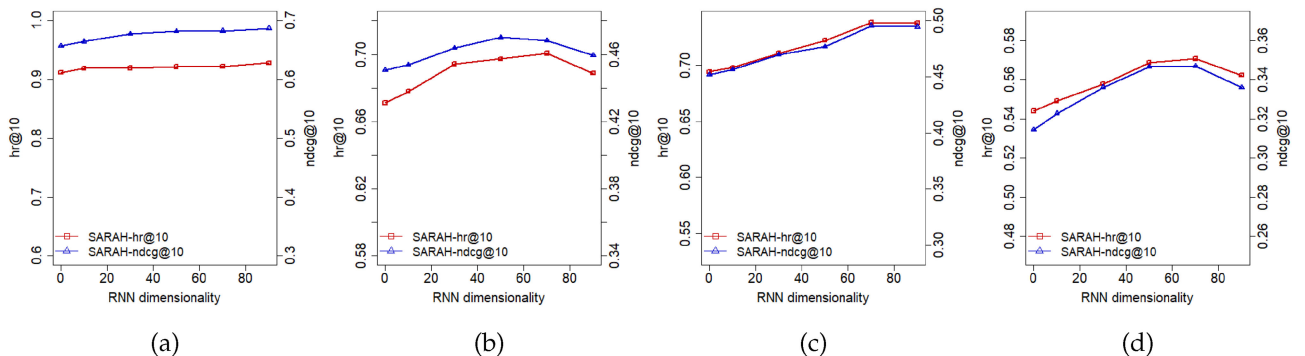 hr@10
1.0
0.9
0.8
0.7
0.6
SARAH-hr@10
SARAH-ndcg@10
0 20 40 60 80
RNN dimensionality
0.7
0.6
0.5
0.4
0.3
ndcg@10
(a)
hr@10
0.70
0.66
0.62
0.58
SARAH-hr@10
SARAH-ndcg@10
0 20 40 60 80
RNN dimensionality
0.46
0.42
0.38
0.34
ndcg@10
(b)
hr@10
0.70
0.65
0.60
0.55
SARAH-hr@10
SARAH-ndcg@10
0 20 40 60 80
RNN dimensionality
0.50
0.45
0.40
0.35
0.30
ndcg@10
(c)
hr@10
0.58
0.56
0.54
0.52
0.50
0.48
SARAH-hr@10
SARAH-ndcg@10
0 20 40 60 80
RNN dimensionality
0.36
0.34
0.32
0.30
0.28
0.26
ndcg@10
(d)